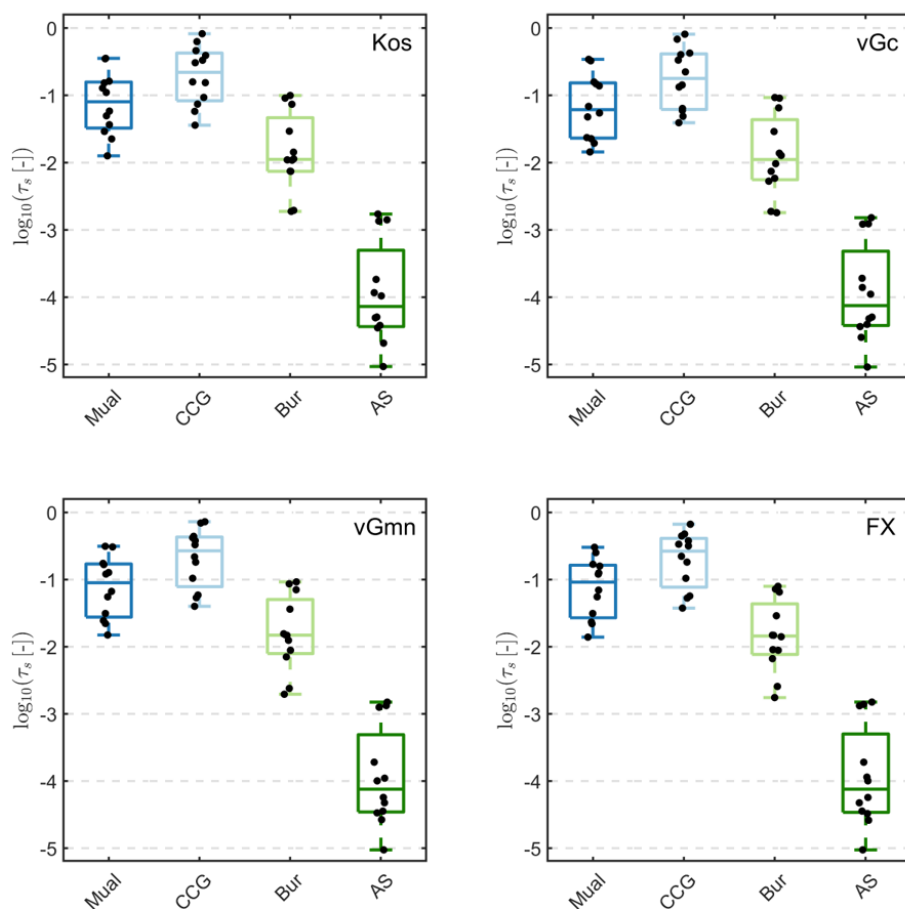 Kos
log₁₀(τₛ [-])
0
-1
-2
-3
-4
-5
Mual
CCG
Bur
AS
vGc
log₁₀(τₛ [-])
0
-1
-2
-3
-4
-5
Mual
CCG
Bur
AS
vGmn
log₁₀(τₛ [-])
0
-1
-2
-3
-4
-5
Mual
CCG
Bur
AS
FX
log₁₀(τₛ [-])
0
-1
-2
-3
-4
-5
Mual
CCG
Bur
AS